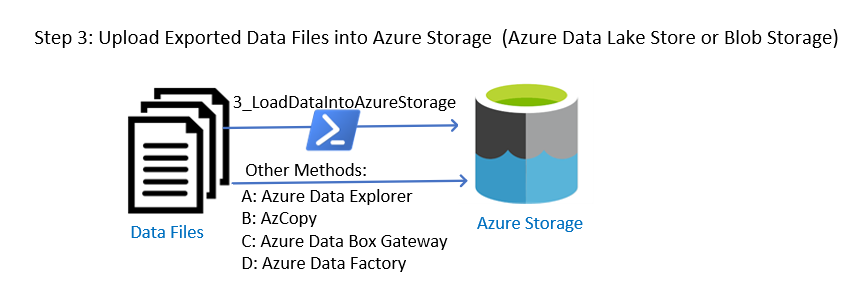 Step 3: Upload Exported Data Files into Azure Storage (Azure Data Lake Store or Blob Storage)
3_LoadDataIntoAzureStorage
Other Methods:
A: Azure Data Explorer
B: AzCopy
C: Azure Data Box Gateway
D: Azure Data Factory
Data Files
Azure Storage